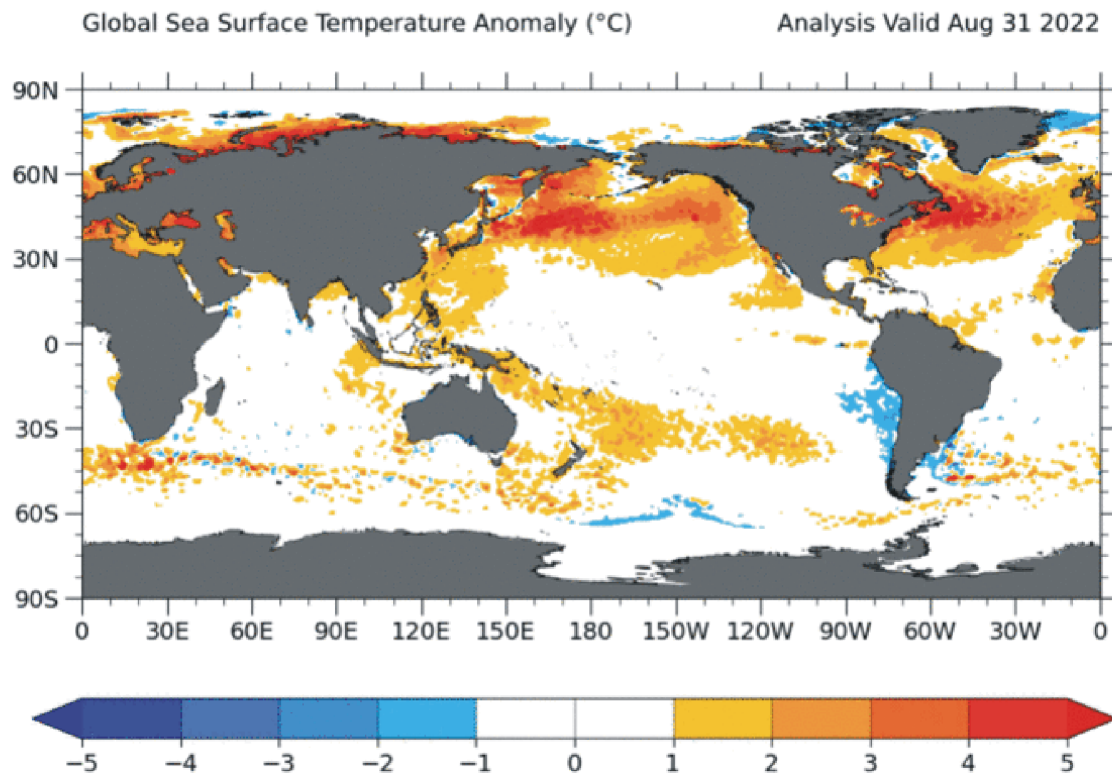 Global Sea Surface Temperature Anomaly (°C) Analysis Valid Aug 31 2022
90N
60N
30N
0
30S
60S
90S
0 30E 60E 90E 120E 150E 180 150W 120W 90W 60W 30W 0
−5 −4 −3 −2 −1 0 1 2 3 4 5